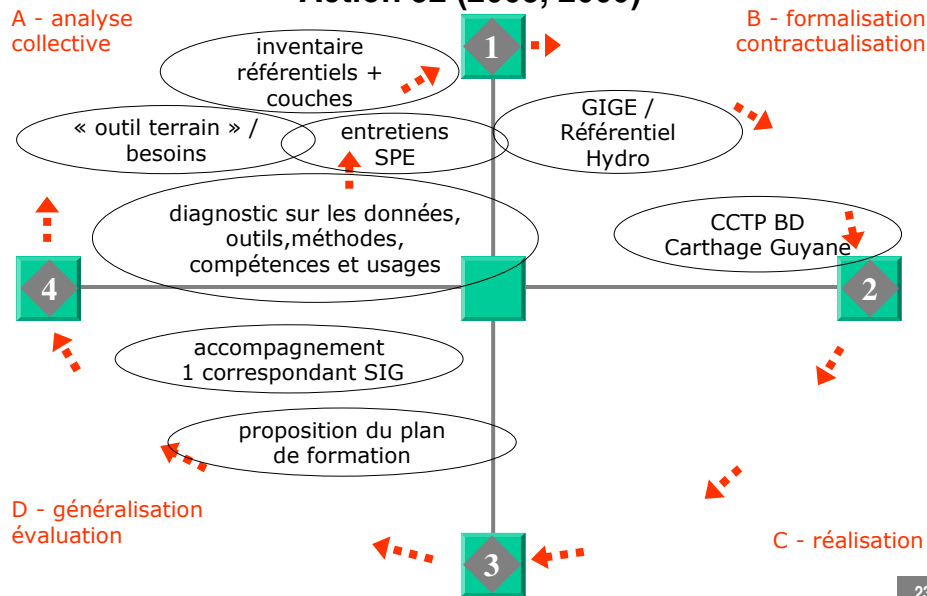 A - analyse
collective
B - formalisation
contractualisation
1
inventaire
référentiels +
couches
« outil terrain » /
besoins
entretiens
SPE
GIGE /
Référentiel
Hydro
diagnostic sur les données,
outils,méthodes,
compétences et usages
CCTP BD
Carthage Guyane
4
2
accompagnement
1 correspondant SIG
proposition du plan
de formation
D - généralisation
évaluation
C - réalisation
3